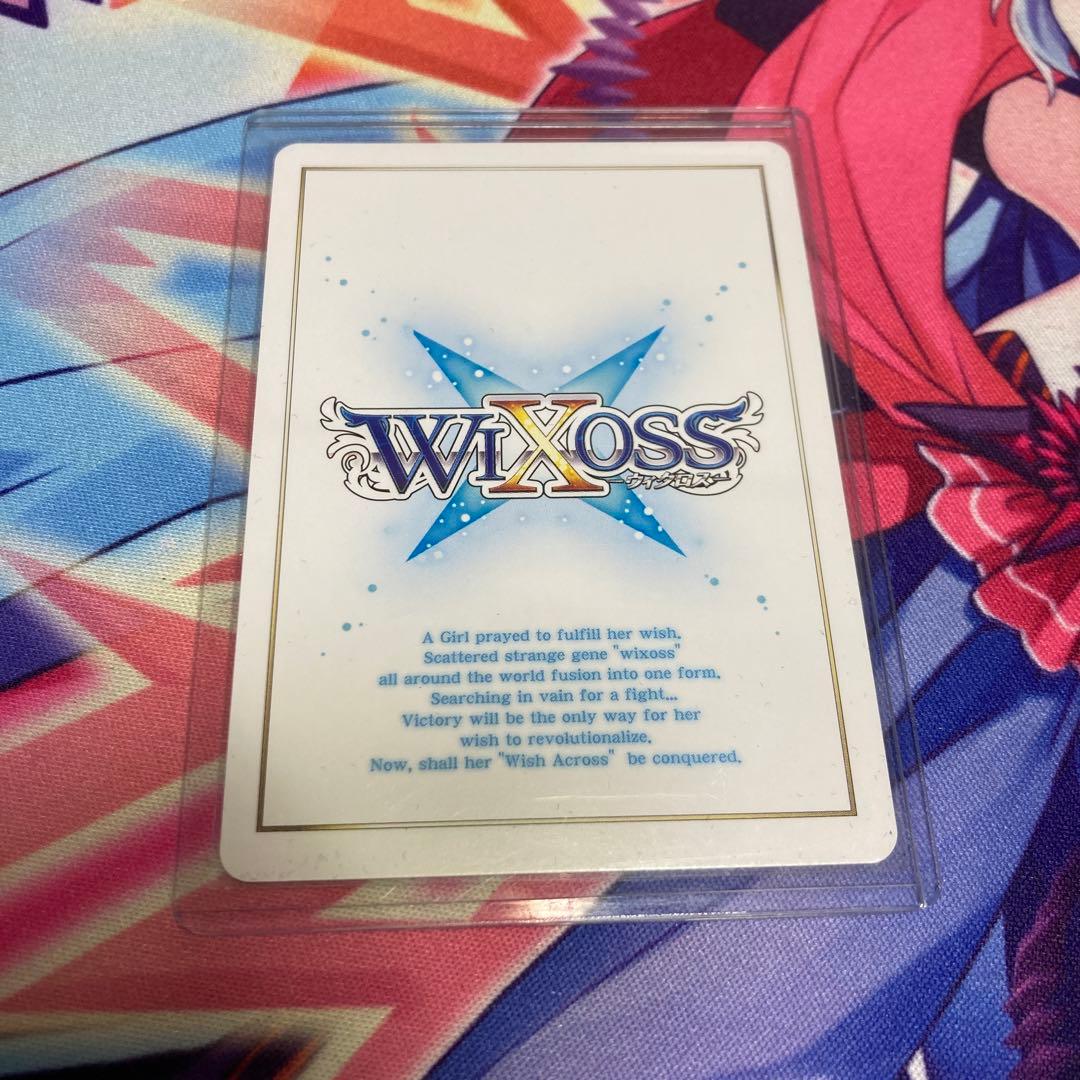 WIXOSS
ーウィクロスー
A Girl prayed to fulfill her wish.
Scattered strange gene "wixoss"
all around the world fusion into one form.
Searching in vain for a fight...
Victory will be the only way for her
wish to revolutionalize.
Now, shall her "Wish Across" be conquered.